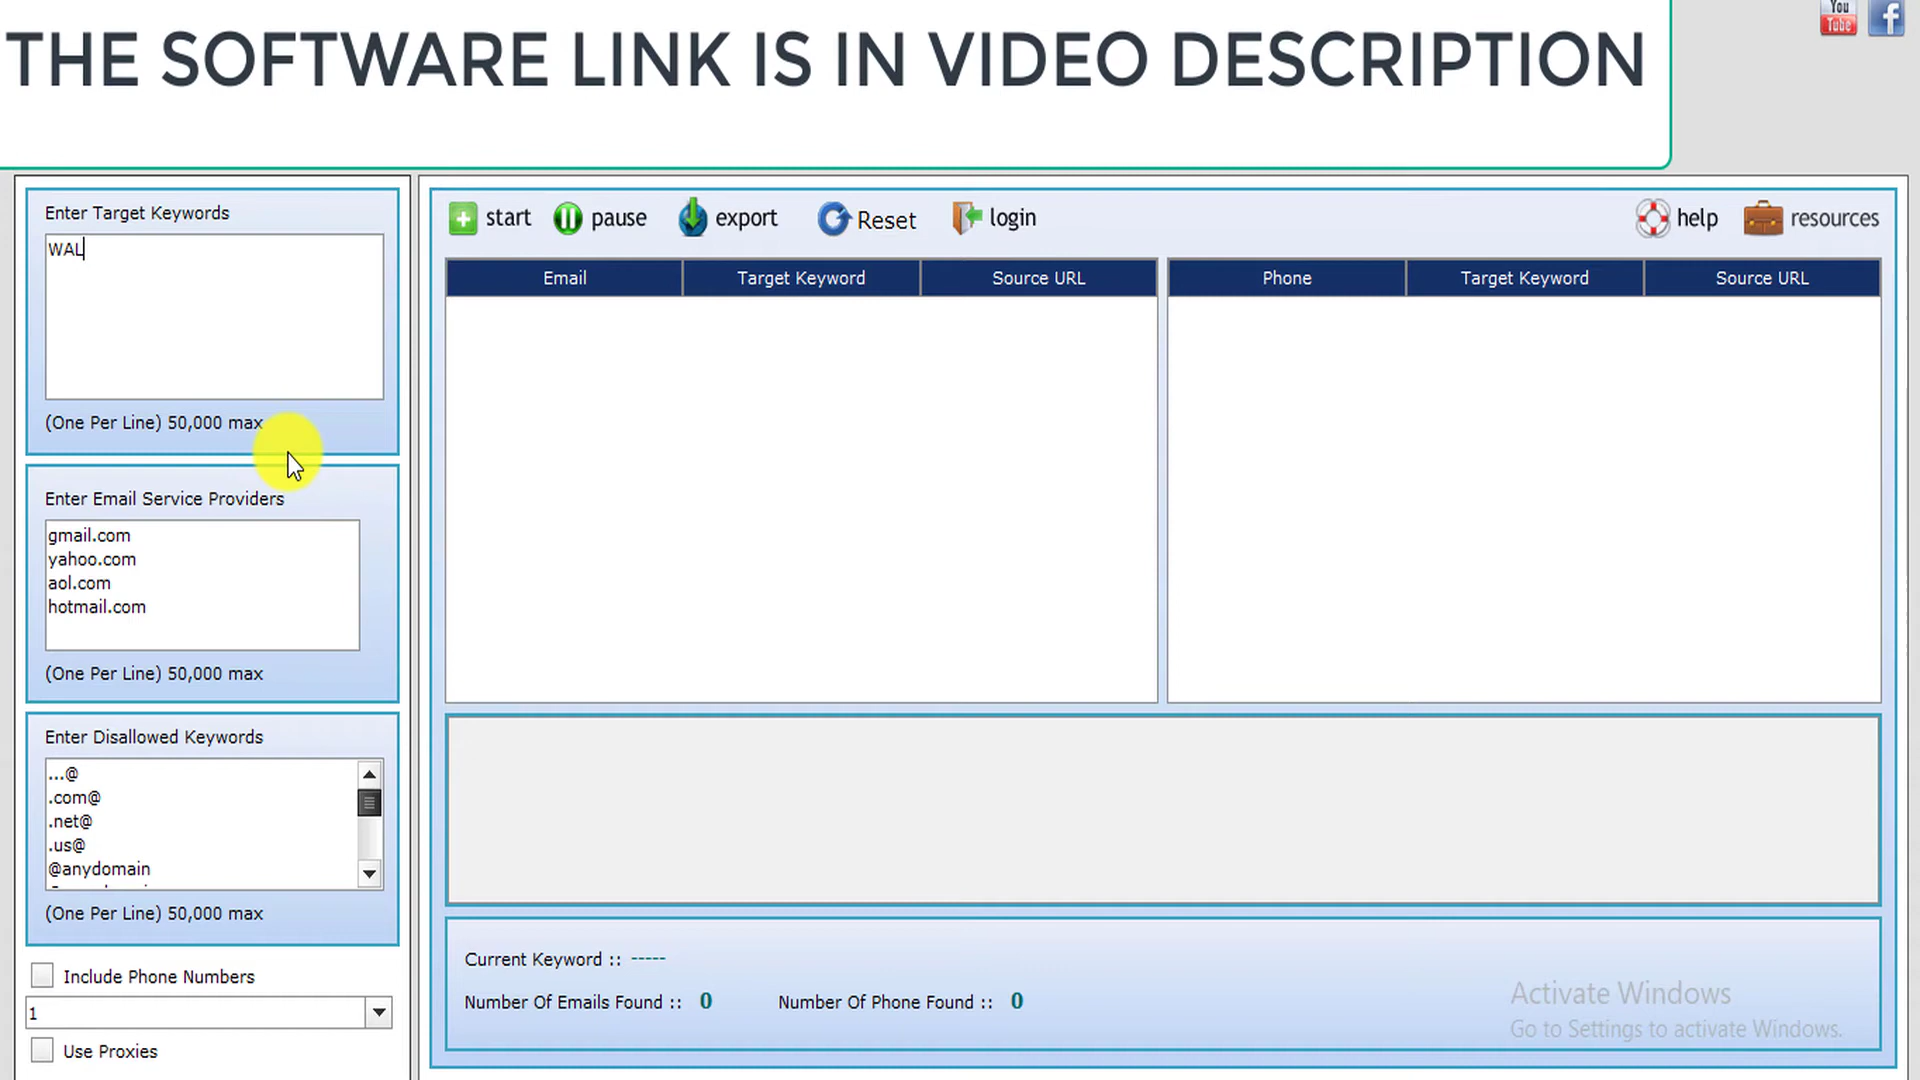 THE SOFTWARE LINK IS IN VIDEO DESCRIPTION
You
Tube
f
Enter Target Keywords
WAL
(One Per Line) 50,000 max
Enter Email Service Providers
gmail.com
yahoo.com
aol.com
hotmail.com
(One Per Line) 50,000 max
Enter Disallowed Keywords
...@
.com@
.net@
.us@
@anydomain
(One Per Line) 50,000 max
Include Phone Numbers
1
Use Proxies
start pause export Reset login help resources
Email Target Keyword Source URL Phone Target Keyword Source URL
Current Keyword :: -----
Number Of Emails Found :: 0 Number Of Phone Found :: 0
Activate Windows
Go to Settings to activate Windows.